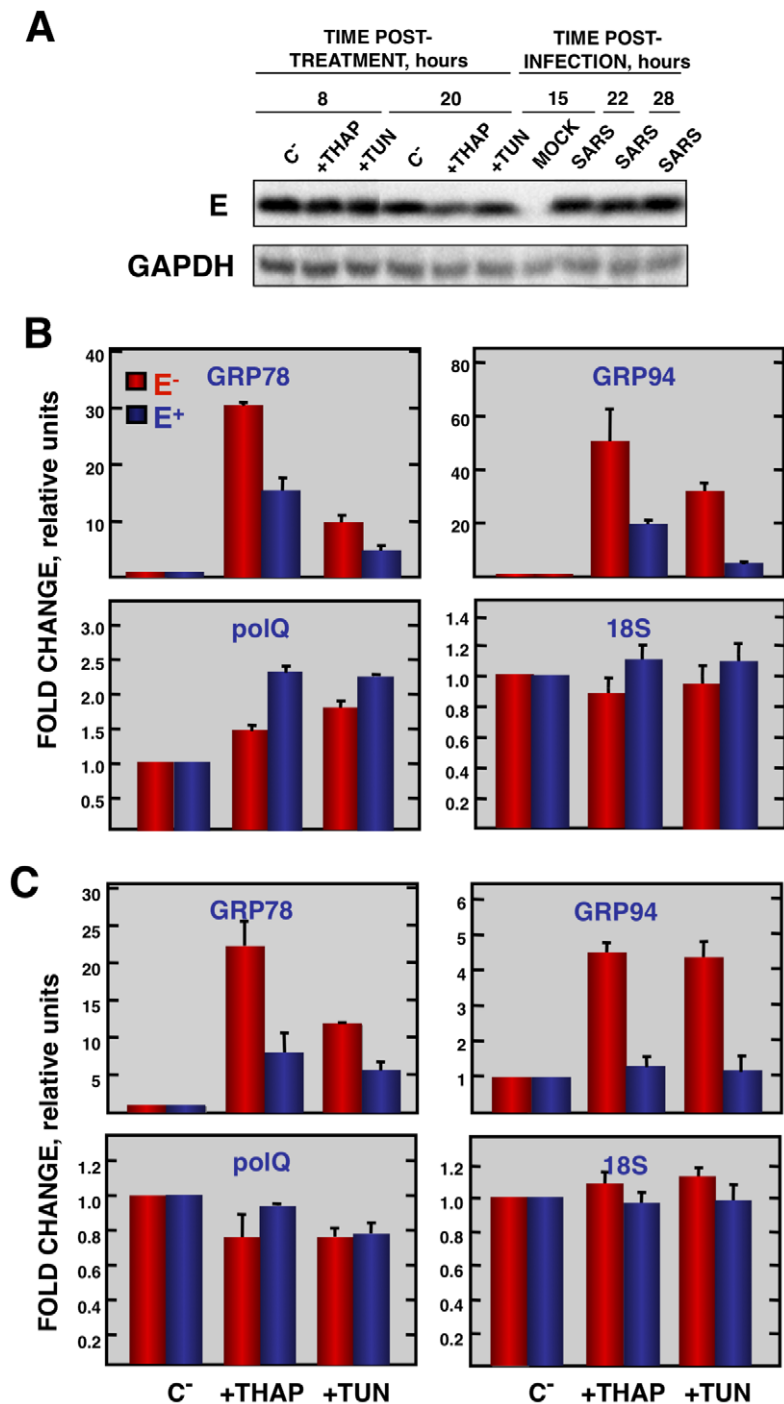 A
TIME POST-
TREATMENT, hours
TIME POST-
INFECTION, hours
8 20 15 22 28
C- +THAP +TUN C- +THAP +TUN MOCK SARS SARS SARS
E
GAPDH
B
FOLD CHANGE, relative units
40
30
20
10
GRP78
E-
E+
80
60
40
20
GRP94
3.0
2.5
1.5
1.0
0.5
polQ
1.4
1.2
1.0
0.8
0.6
0.4
0.2
18S
C
FOLD CHANGE, relative units
30
25
20
15
10
5
GRP78
6
5
4
3
2
1
GRP94
1.2
1.0
0.8
0.6
0.4
0.2
polQ
1.2
1.0
0.8
0.6
0.4
0.2
18S
C- +THAP +TUN C- +THAP +TUN